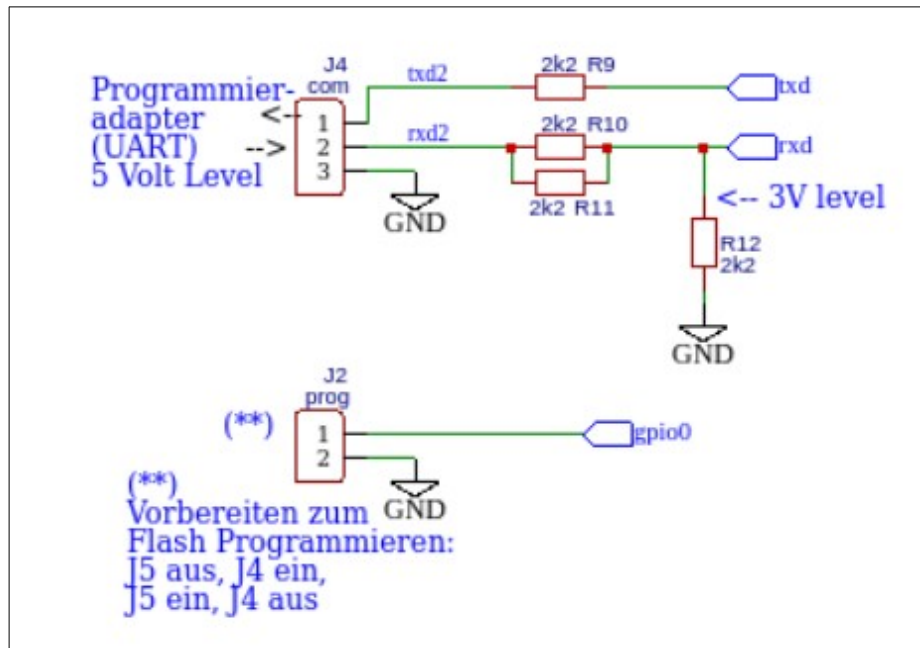 J4
com
Programmier-
adapter
(UART)
5 Volt Level
<--
-->
1
2
3
txd2
rxd2
2k2 R9
2k2 R10
2k2 R11
txd
rxd
<-- 3V level
R12
2k2
GND
GND
J2
prog
(**)
1
2
gpio0
GND
(**)
Vorbereiten zum
Flash Programmieren:
J5 aus, J4 ein,
J5 ein, J4 aus